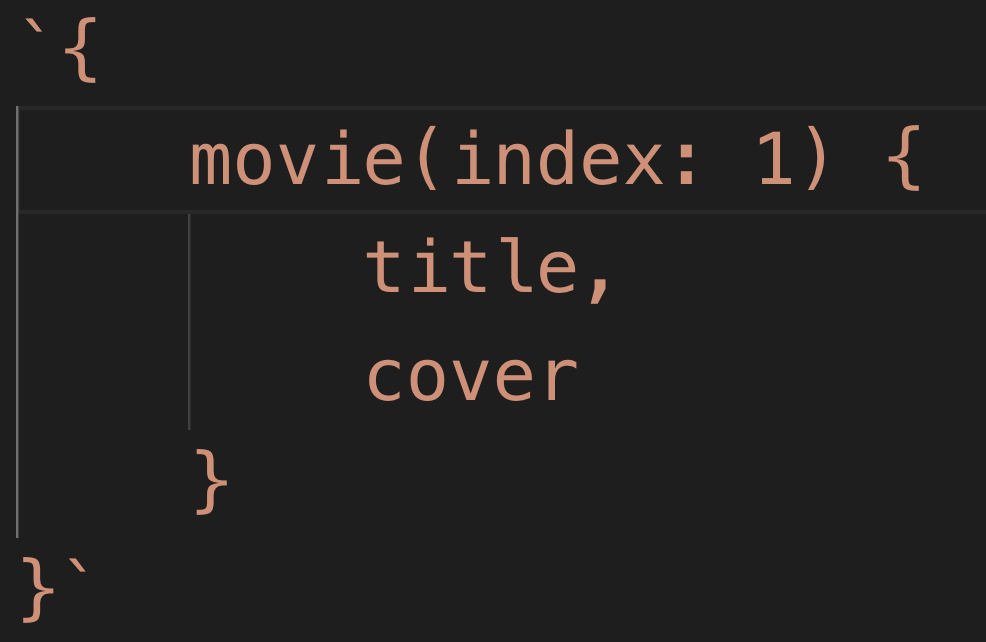 `{
    movie(index: 1) {
        title,
        cover
    }
}`